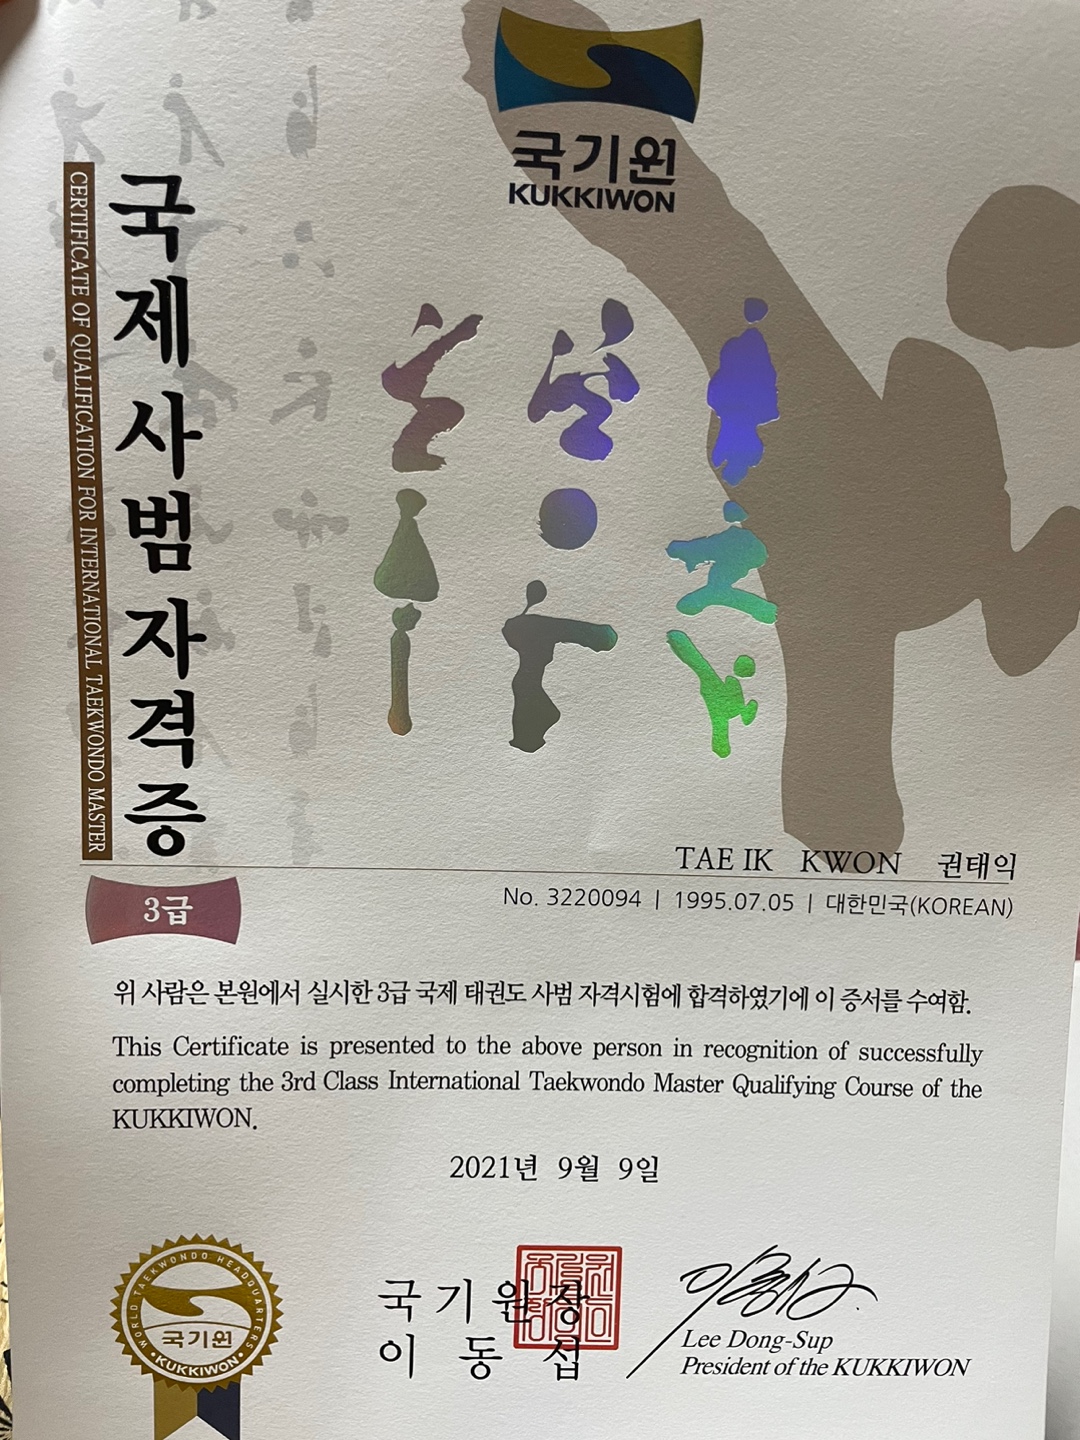 국기원
KUKKIWON
국제사범자격증
CERTIFICATE OF QUALIFICATION FOR INTERNATIONAL TAEKWONDO MASTER
TAE IK KWON 권태익
No. 3220094 | 1995.07.05 | 대한민국(KOREAN)
3급
위 사람은 본원에서 실시한 3급 국제 태권도 사범 자격시험에 합격하였기에 이 증서를 수여함.
This Certificate is presented to the above person in recognition of successfully
completing the 3rd Class International Taekwondo Master Qualifying Course of the
KUKKIWON.
2021년 9월 9일
WORLD TAEKWONDO HEADQUARTERS
국기원
KUKKIWON
국기원장
이동섭
Lee Dong-Sup
President of the KUKKIWON